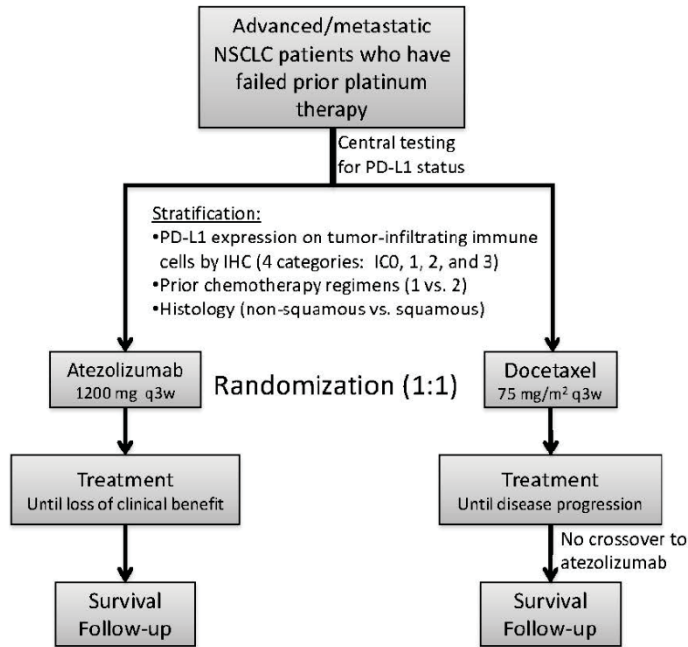 Advanced/metastatic
NSCLC patients who have
failed prior platinum
therapy
Central testing
for PD-L1 status
Stratification:
•PD-L1 expression on tumor-infiltrating immune
cells by IHC (4 categories: IC0, 1, 2, and 3)
•Prior chemotherapy regimens (1 vs. 2)
•Histology (non-squamous vs. squamous)
Atezolizumab
1200 mg q3w
Randomization (1:1)
Docetaxel
75 mg/m² q3w
Treatment
Until loss of clinical benefit
Treatment
Until disease progression
No crossover to
atezolizumab
Survival
Follow-up
Survival
Follow-up